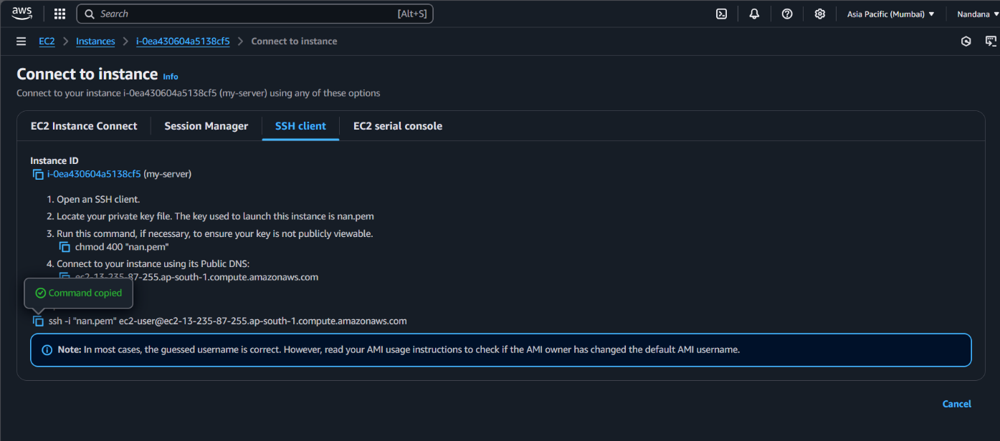 aws Search [Alt+S] Asia Pacific (Mumbai) Nandana
EC2 Instances i-0ea430604a5138cf5 Connect to instance
Connect to instance Info
Connect to your instance i-0ea430604a5138cf5 (my-server) using any of these options
EC2 Instance Connect Session Manager SSH client EC2 serial console
Instance ID
i-0ea430604a5138cf5 (my-server)
1. Open an SSH client.
2. Locate your private key file. The key used to launch this instance is nan.pem
3. Run this command, if necessary, to ensure your key is not publicly viewable.
chmod 400 "nan.pem"
4. Connect to your instance using its Public DNS:
ec2-13-235-87-255.ap-south-1.compute.amazonaws.com
Command copied
ssh -i "nan.pem" ec2-user@ec2-13-235-87-255.ap-south-1.compute.amazonaws.com
Note: In most cases, the guessed username is correct. However, read your AMI usage instructions to check if the AMI owner has changed the default AMI username.
Cancel